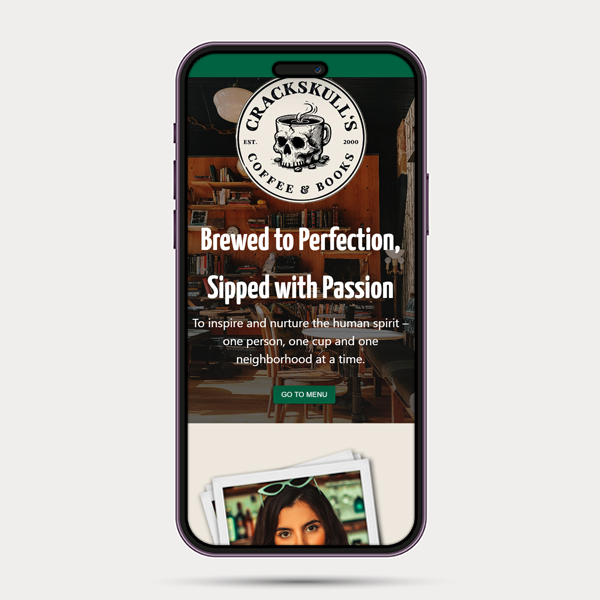 CRACKSKULL'S
EST. 2000
COFFEE & BOOKS
Brewed to Perfection,
Sipped with Passion
To inspire and nurture the human spirit –
one person, one cup and one
neighborhood at a time.
GO TO MENU